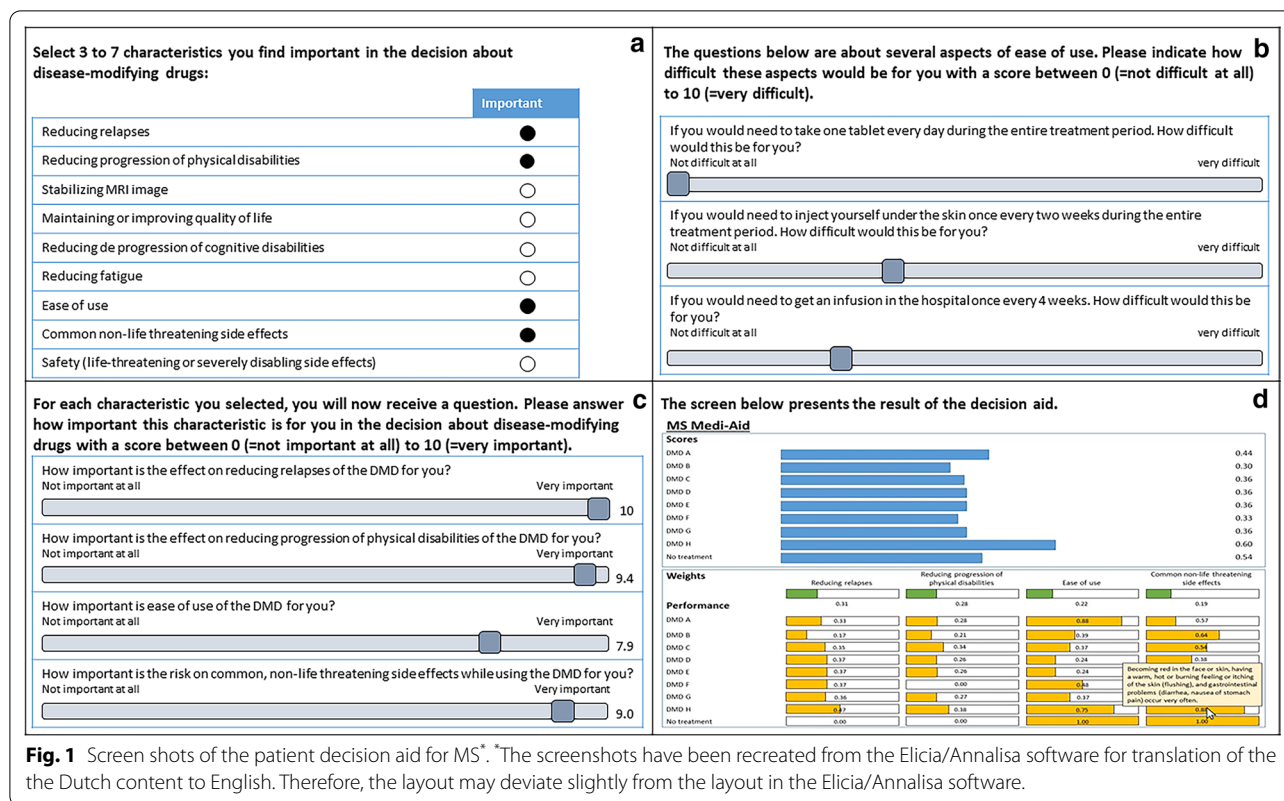 a
Select 3 to 7 characteristics you find important in the decision about
disease-modifying drugs:
Important
Reducing relapses
Reducing progression of physical disabilities
Stabilizing MRI image
Maintaining or improving quality of life
Reducing de progression of cognitive disabilities
Reducing fatigue
Ease of use
Common non-life threatening side effects
Safety (life-threatening or severely disabling side effects)
b
The questions below are about several aspects of ease of use. Please indicate how
difficult these aspects would be for you with a score between 0 (=not difficult at all)
to 10 (=very difficult).
If you would need to take one tablet every day during the entire treatment period. How difficult
would this be for you?
Not difficult at all very difficult
If you would need to inject yourself under the skin once every two weeks during the entire
treatment period. How difficult would this be for you?
Not difficult at all very difficult
If you would need to get an infusion in the hospital once every 4 weeks. How difficult would this be
for you?
Not difficult at all very difficult
c
For each characteristic you selected, you will now receive a question. Please answer
how important this characteristic is for you in the decision about disease-modifying
drugs with a score between 0 (=not important at all) to 10 (=very important).
How important is the effect on reducing relapses of the DMD for you?
Not important at all Very important
10
How important is the effect on reducing progression of physical disabilities of the DMD for you?
Not important at all Very important
9.4
How important is ease of use of the DMD for you?
Not important at all Very important
7.9
How important is the risk on common, non-life threatening side effects while using the DMD for you?
Not important at all Very important
9.0
d
The screen below presents the result of the decision aid.
MS Medi-Aid
Scores
DMD A 0.44
DMD B 0.30
DMD C 0.36
DMD D 0.36
DMD E 0.36
DMD F 0.33
DMD G 0.36
DMD H 0.60
No treatment 0.54
Weights
Reducing relapses
Reducing progression of
physical disabilities
Ease of use
Common non-life threatening
side effects
0.31 0.28 0.22 0.19
Performance
DMD A 0.33 0.28 0.88 0.57
DMD B 0.17 0.21 0.39 0.64
DMD C 0.35 0.34 0.37 0.54
DMD D 0.37 0.26 0.24 0.38
DMD E 0.37 0.26 0.24
DMD F 0.37 0.00 0.48
DMD G 0.36 0.27 0.37
DMD H 0.47 0.38 0.75
No treatment 0.00 0.00 1.00 1.00
Becoming red in the face or skin, having
a warm, hot or burning feeling or itching
of the skin (flushing), and gastrointestinal
problems (diarrhea, nausea of stomach
pain) occur very often.
Fig. 1 Screen shots of the patient decision aid for MS*. *The screenshots have been recreated from the Elicia/Annalisa software for translation of the
the Dutch content to English. Therefore, the layout may deviate slightly from the layout in the Elicia/Annalisa software.